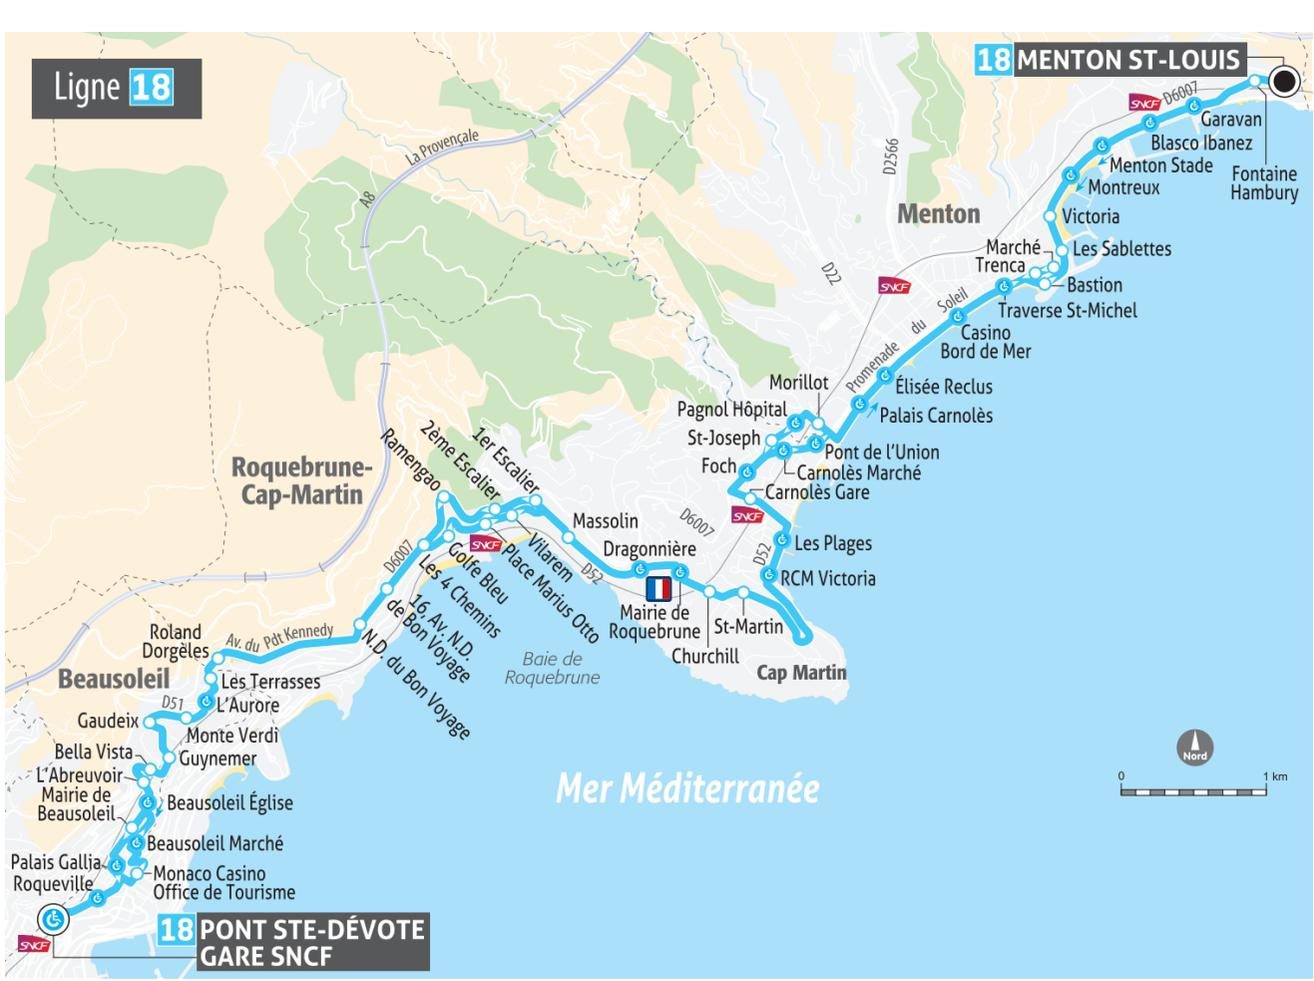 Ligne 18
18 MENTON ST-LOUIS
SNCF
D6007
Garavan
Blasco Ibanez
Menton Stade
Montreux
Fontaine
Hambury
La Provençale
A8
D2566
Menton
Victoria
Les Sablettes
Marché
Trenca
Bastion
D22
SNCF
Traverse St-Michel
Promenade du Soleil
Casino
Bord de Mer
Élisée Reclus
Palais Carnolès
Morillot
Pagnol Hôpital
St-Joseph
Foch
Pont de l'Union
Carnolès Marché
Carnolès Gare
SNCF
D6007
Les Plages
D52
RCM Victoria
Roquebrune-
Cap-Martin
Ramengao
2ème Escalier
1er Escalier
Massolin
Dragonnière
D6007
SNCF
D52
Vilarem
Place Marius Otto
Golfe Bleu
Les 4 Chemins
16, Av. N.D.
de Bon Voyage
N.D. du Bon Voyage
Mairie de
Roquebrune
St-Martin
Churchill
Cap Martin
Baie de
Roquebrune
Roland
Dorgèles
Av. du Pdt Kennedy
Beausoleil
Les Terrasses
D51
L'Aurore
Gaudeix
Monte Verdi
Bella Vista
Guynemer
L'Abreuvoir
Mairie de
Beausoleil
Beausoleil Église
Beausoleil Marché
Palais Gallia
Roqueville
Monaco Casino
Office de Tourisme
Mer Méditerranée
Nord
0 1 km
18 PONT STE-DÉVOTE
GARE SNCF
SNCF